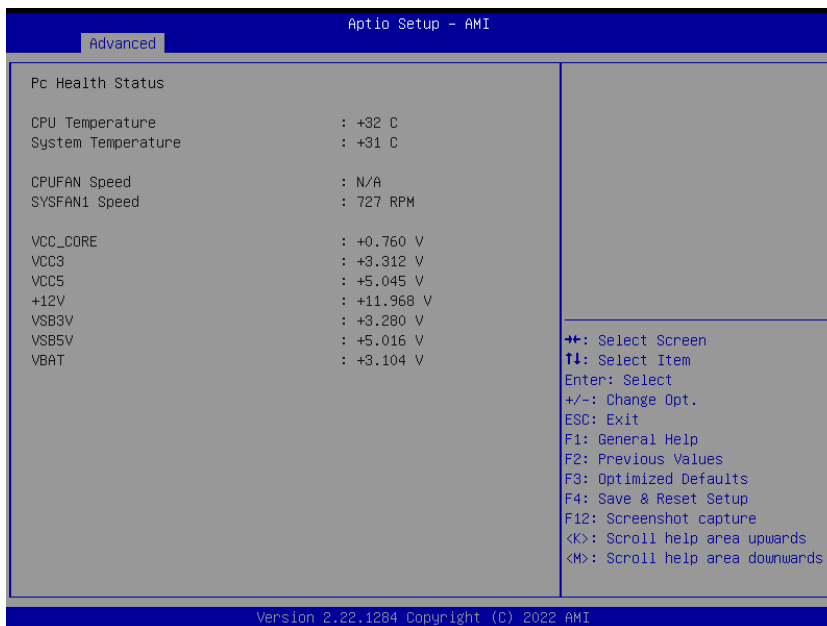 Aptio Setup – AMI
Advanced
Pc Health Status
CPU Temperature : +32 C
System Temperature : +31 C
CPUFAN Speed : N/A
SYSFAN1 Speed : 727 RPM
VCC_CORE : +0.760 V
VCC3 : +3.312 V
VCC5 : +5.045 V
+12V : +11.968 V
VSB3V : +3.280 V
VSB5V : +5.016 V
VBAT : +3.104 V
→←: Select Screen
↑↓: Select Item
Enter: Select
+/-: Change Opt.
ESC: Exit
F1: General Help
F2: Previous Values
F3: Optimized Defaults
F4: Save & Reset Setup
F12: Screenshot capture
<K>: Scroll help area upwards
<M>: Scroll help area downwards
Version 2.22.1284 Copyright (C) 2022 AMI